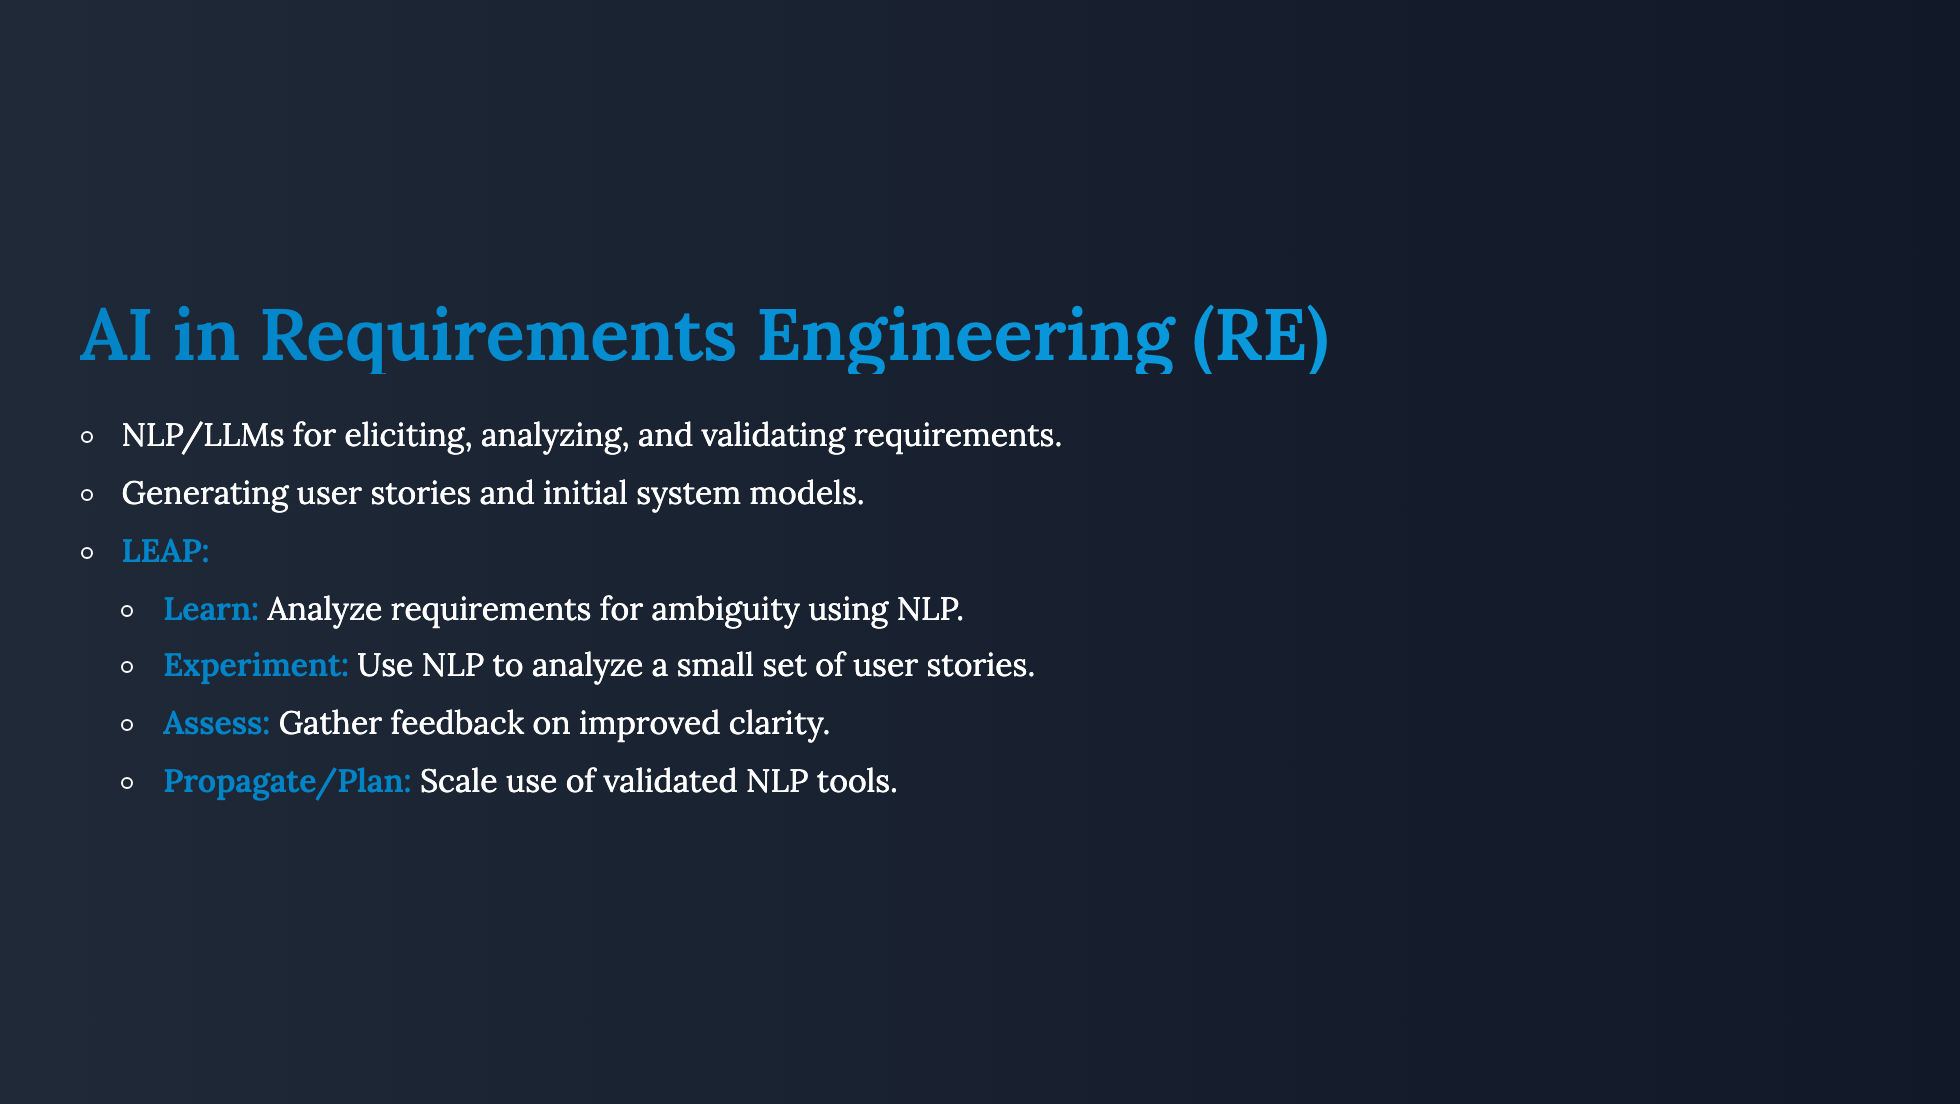 AI in Requirements Engineering (RE)
NLP/LLMs for eliciting, analyzing, and validating requirements.
Generating user stories and initial system models.
LEAP:
Learn: Analyze requirements for ambiguity using NLP.
Experiment: Use NLP to analyze a small set of user stories.
Assess: Gather feedback on improved clarity.
Propagate/Plan: Scale use of validated NLP tools.